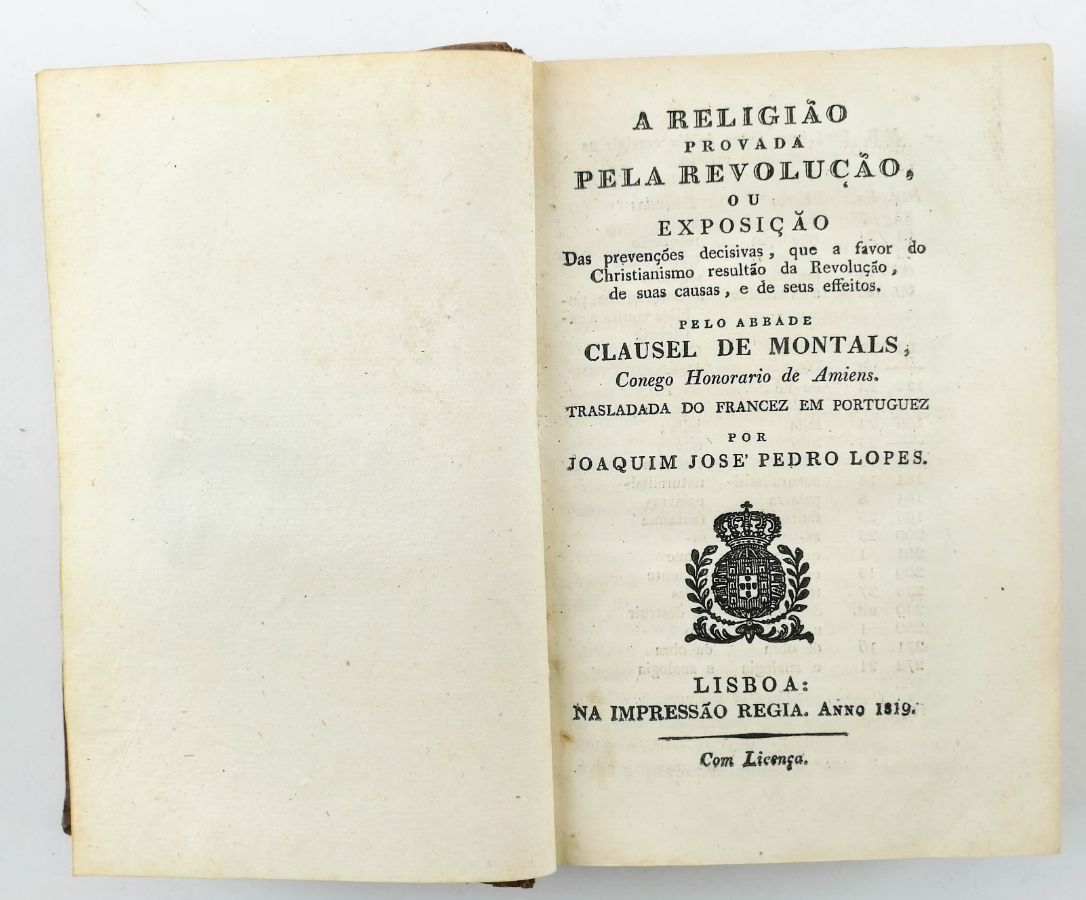 A RELIGIÃO
PROVADA
PELA REVOLUÇÃO,
OU
EXPOSIÇÃO
Das prevenções decisivas, que a favor do
Christianismo resultão da Revolução,
de suas causas, e de seus effeitos.
PELO ABBADE
CLAUSEL DE MONTALS,
Conego Honorario de Amiens.
TRASLADADA DO FRANCEZ EM PORTUGUEZ
POR
JOAQUIM JOSE' PEDRO LOPES.
LISBOA:
NA IMPRESSÃO REGIA. ANNO 1819.
Com Licença.